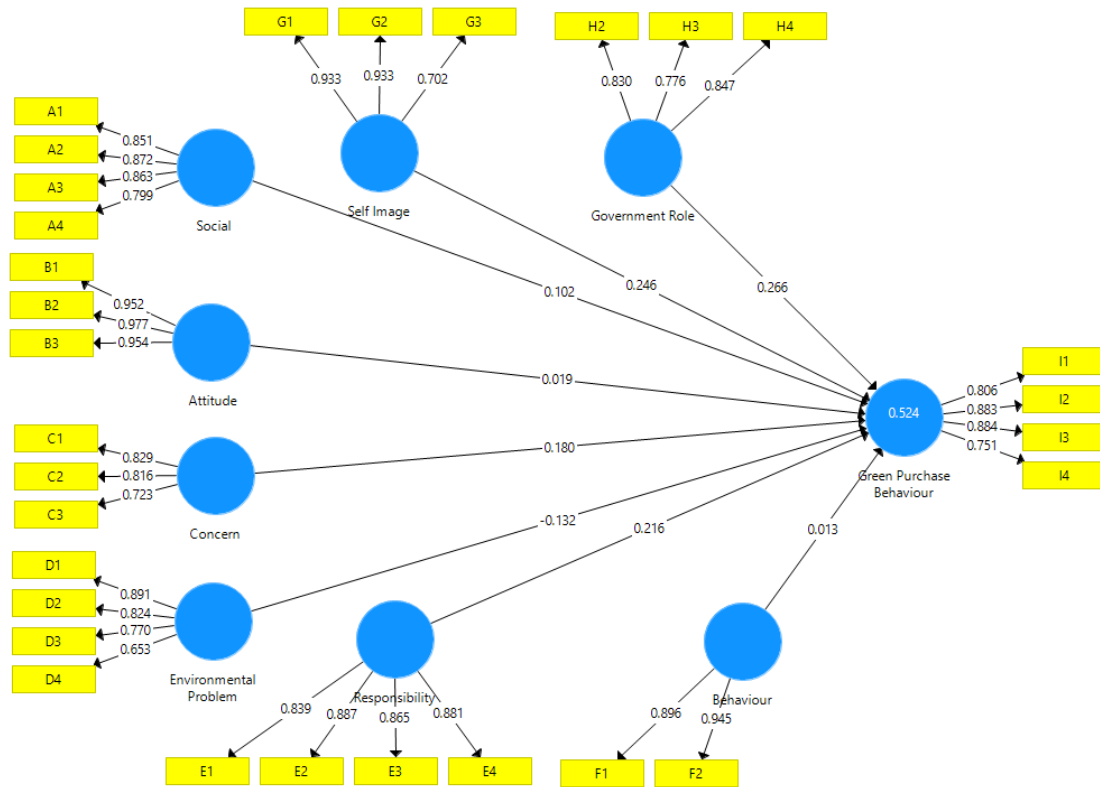 G1
G2
G3
H2
H3
H4
0.933
0.933
0.702
0.830
0.776
0.847
A1
A2
A3
A4
0.851
0.872
0.863
0.799
Social
Self Image
Government Role
B1
B2
B3
0.952
0.977
0.954
Attitude
0.102
0.246
0.266
0.019
C1
C2
C3
0.829
0.816
0.723
Concern
0.180
0.524
Green Purchase
Behaviour
I1
I2
I3
I4
0.806
0.883
0.884
0.751
D1
D2
D3
D4
0.891
0.824
0.770
0.653
Environmental
Problem
-0.132
0.216
0.013
Responsibility
Behaviour
0.839
0.887
0.865
0.881
0.896
0.945
E1
E2
E3
E4
F1
F2